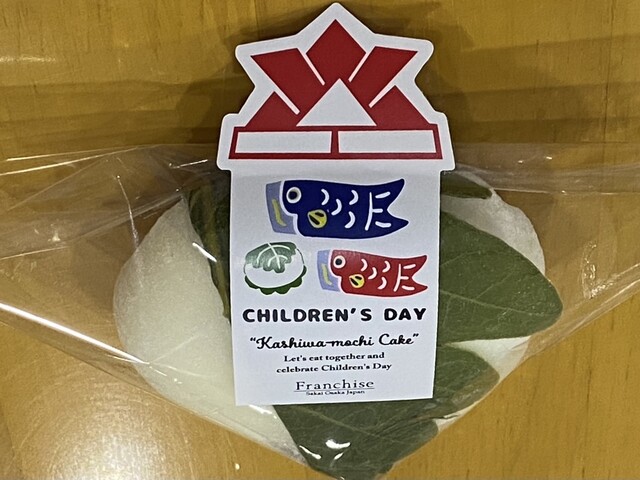 CHILDREN'S DAY
"Kashiwa-mochi Cake"
Let's eat together and
celebrate Children's Day
Franchise
Sakai Osaka Japan